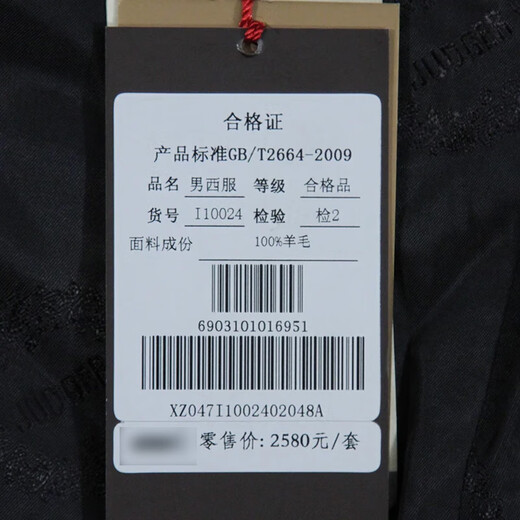 合格证
产品标准GB/T2664-2009
品名 男西服 等级 合格品
货号 I10024 检验 检2
面料成份 100%羊毛
6903101016951
XZ047I1002402048A
零售价: 2580元/套